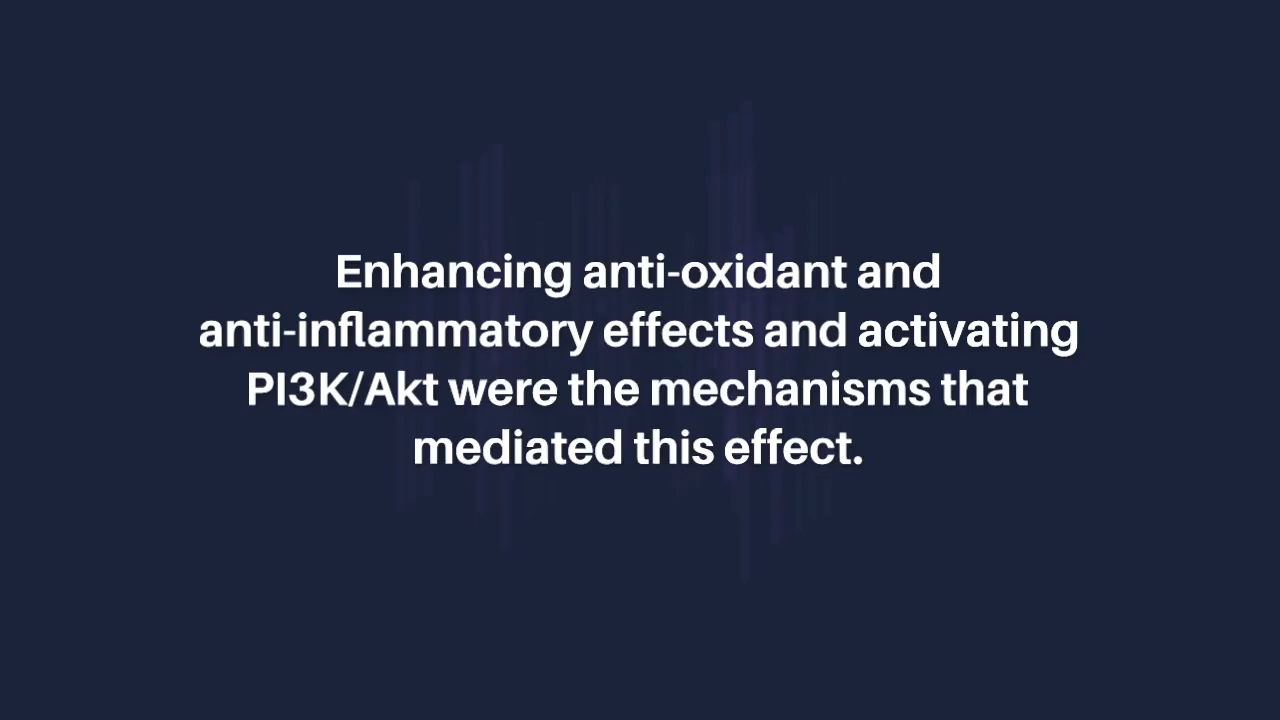 Enhancing anti-oxidant and
anti-inflammatory effects and activating
PI3K/Akt were the mechanisms that
mediated this effect.